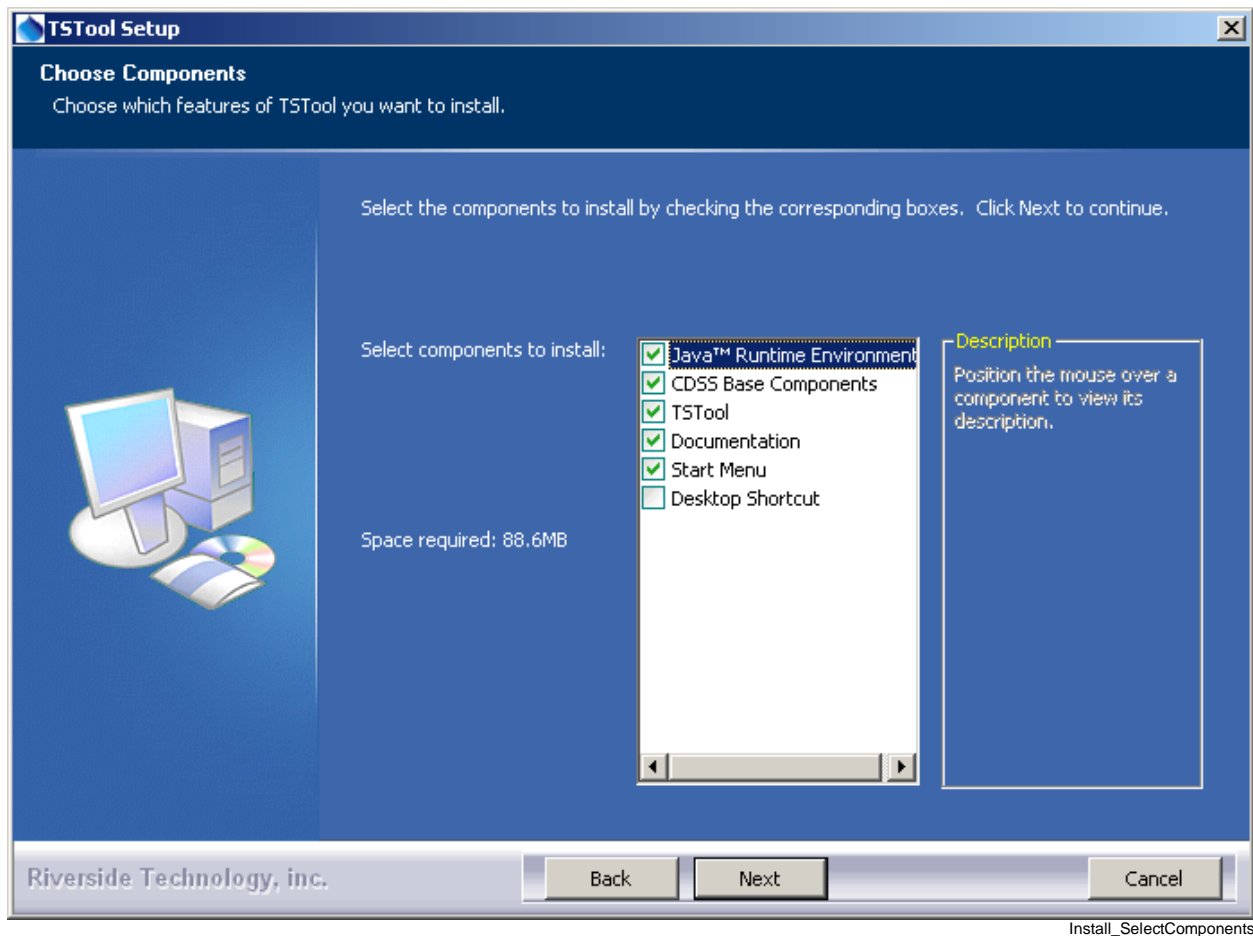 TSTool Setup
Choose Components
Choose which features of TSTool you want to install.
Select the components to install by checking the corresponding boxes. Click Next to continue.
Select components to install:
Java™ Runtime Environment
CDSS Base Components
TSTool
Documentation
Start Menu
Desktop Shortcut
Description
Position the mouse over a
component to view its
description.
Space required: 88.6MB
Riverside Technology, inc.
Back
Next
Cancel
Install_SelectComponents